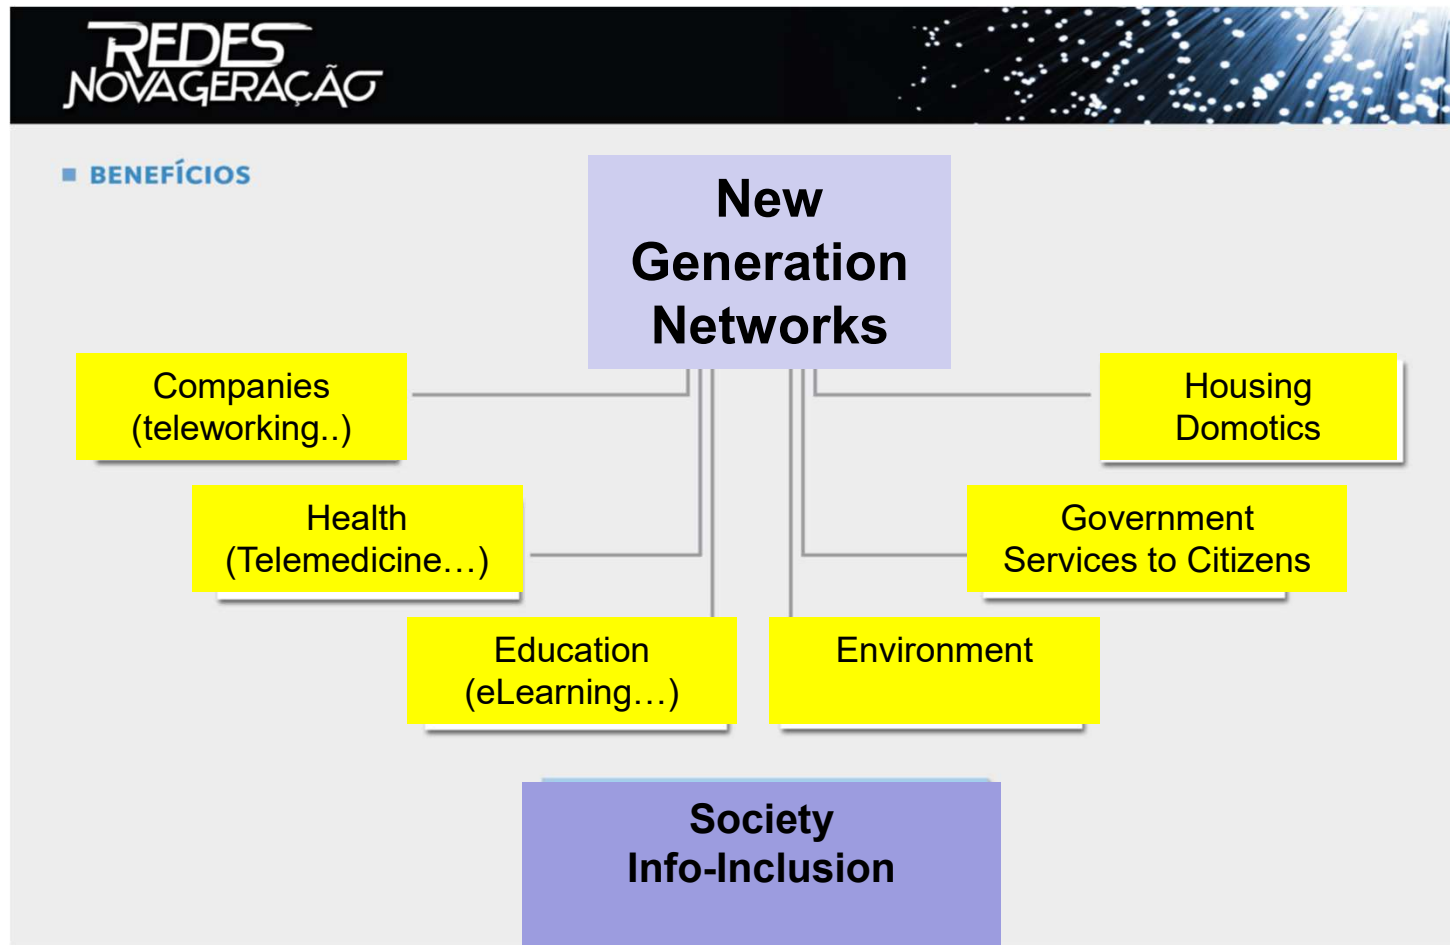 REDES
NOVAGERAÇÃO
BENEFÍCIOS
New
Generation
Networks
Companies
(teleworking..)
Housing
Domotics
Health
(Telemedicine…)
Government
Services to Citizens
Education
(eLearning…)
Environment
Society
Info-Inclusion